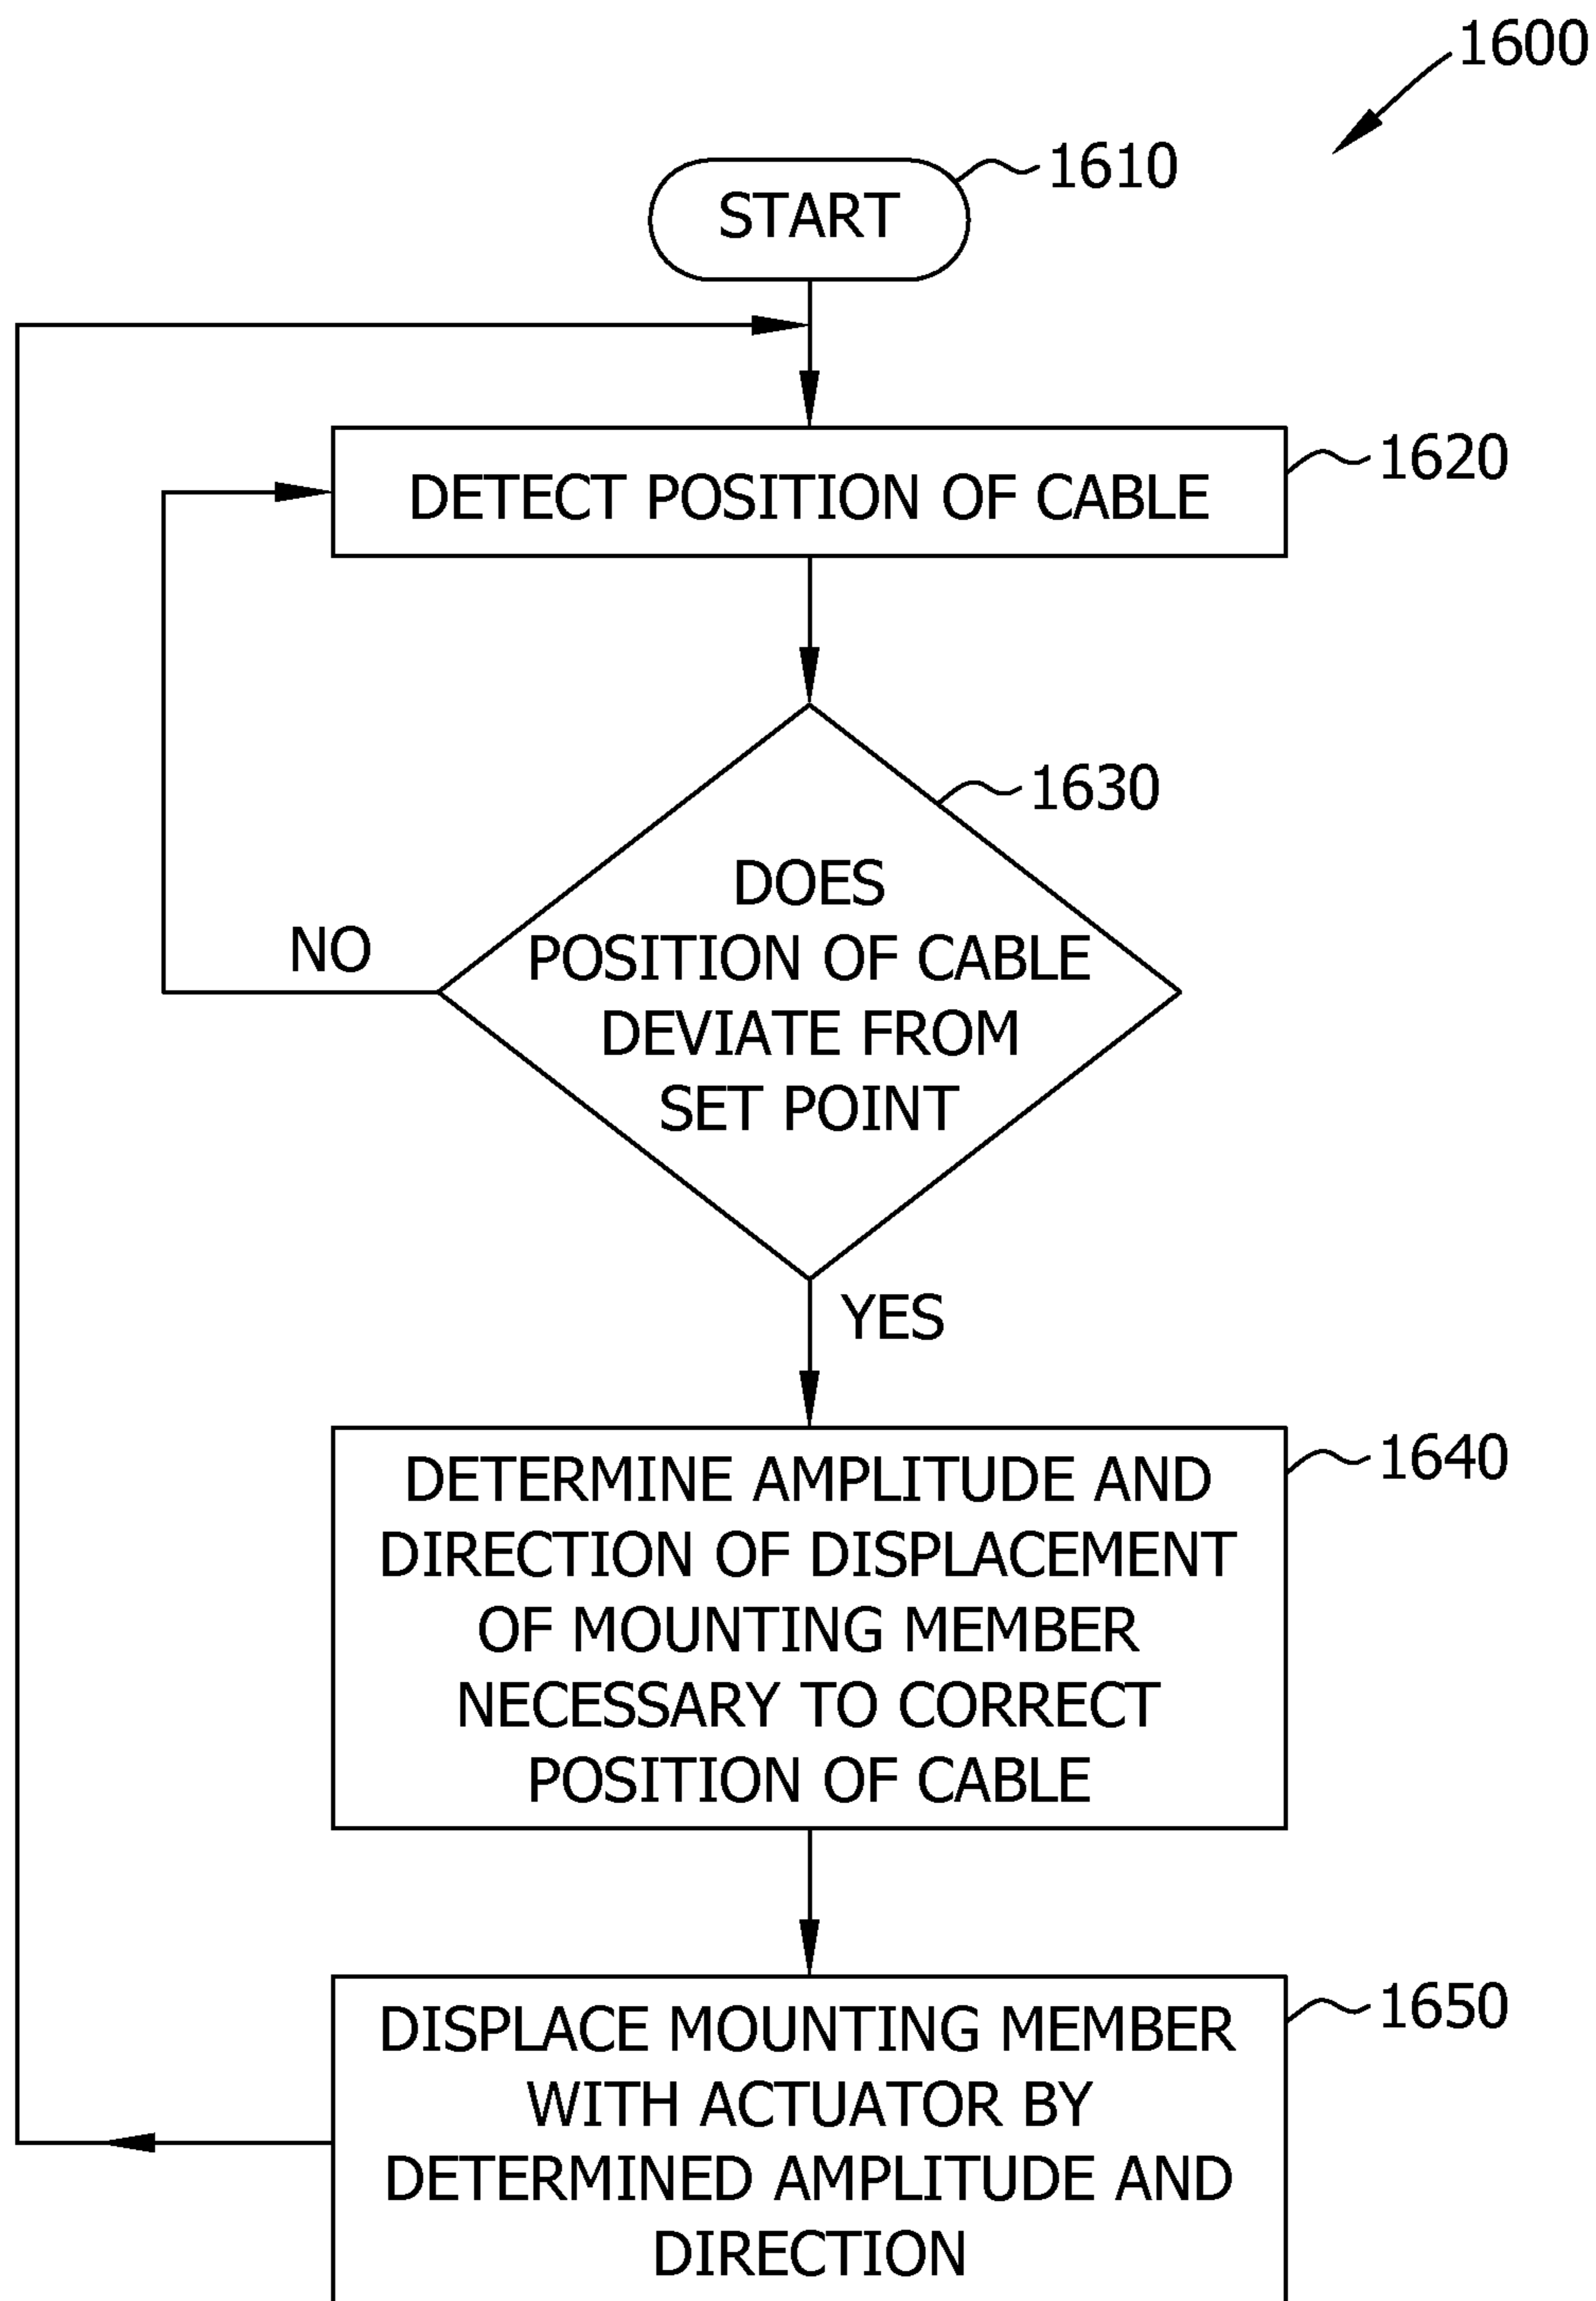 1600
1610
START
1620
DETECT POSITION OF CABLE
1630
DOES
POSITION OF CABLE
DEVIATE FROM
SET POINT
NO
YES
1640
DETERMINE AMPLITUDE AND
DIRECTION OF DISPLACEMENT
OF MOUNTING MEMBER
NECESSARY TO CORRECT
POSITION OF CABLE
1650
DISPLACE MOUNTING MEMBER
WITH ACTUATOR BY
DETERMINED AMPLITUDE AND
DIRECTION